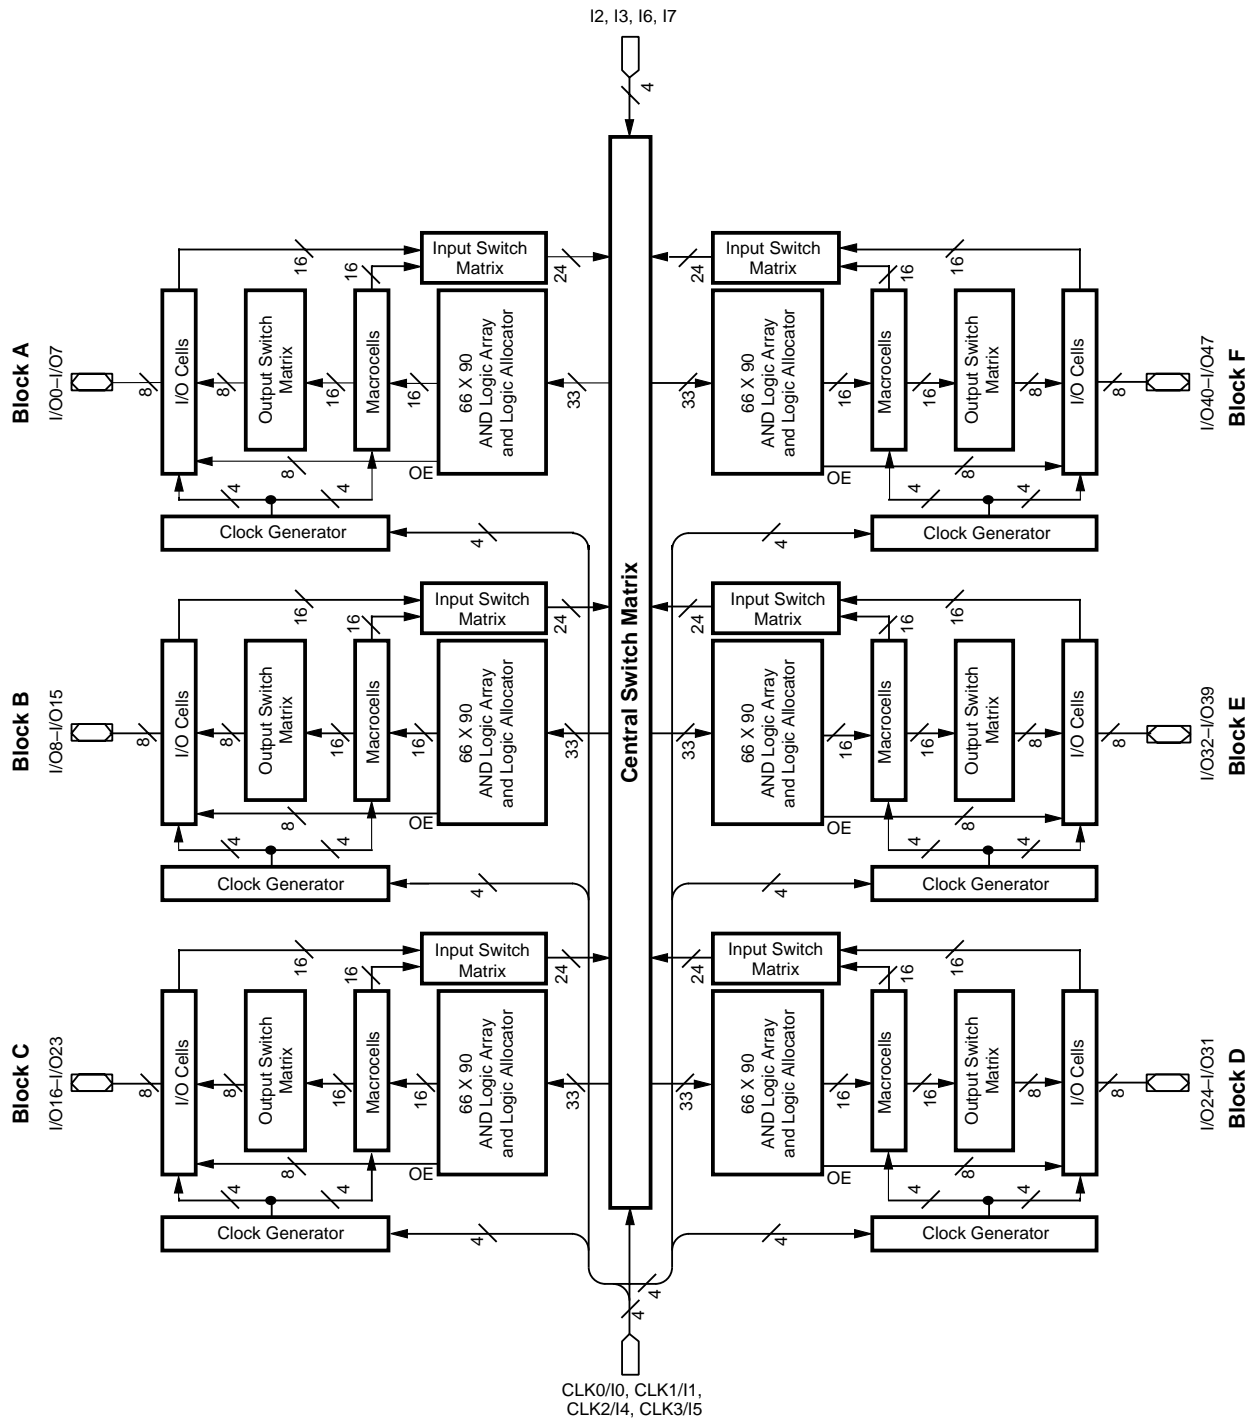 I2, I3, I6, I7
4
Block A
I/O0–I/O7
8
I/O Cells
16
8
Output Switch
Matrix
16
Macrocells
16
16
66 X 90
AND Logic Array
and Logic Allocator
Input Switch
Matrix
24
33
OE
8
4
4
Clock Generator
4
Block F
I/O40–I/O47
8
I/O Cells
16
8
Output Switch
Matrix
16
Macrocells
16
16
66 X 90
AND Logic Array
and Logic Allocator
Input Switch
Matrix
24
33
OE
8
4
4
Clock Generator
4
Central Switch Matrix
Block B
I/O8–I/O15
8
I/O Cells
16
8
Output Switch
Matrix
16
Macrocells
16
16
66 X 90
AND Logic Array
and Logic Allocator
Input Switch
Matrix
24
33
OE
8
4
4
Clock Generator
4
Block E
I/O32–I/O39
8
I/O Cells
16
8
Output Switch
Matrix
16
Macrocells
16
16
66 X 90
AND Logic Array
and Logic Allocator
Input Switch
Matrix
24
33
OE
8
4
4
Clock Generator
4
Block C
I/O16–I/O23
8
I/O Cells
16
8
Output Switch
Matrix
16
Macrocells
16
16
66 X 90
AND Logic Array
and Logic Allocator
Input Switch
Matrix
24
33
OE
8
4
4
Clock Generator
4
Block D
I/O24–I/O31
8
I/O Cells
16
8
Output Switch
Matrix
16
Macrocells
16
16
66 X 90
AND Logic Array
and Logic Allocator
Input Switch
Matrix
24
33
OE
8
4
4
Clock Generator
4
4
4
CLK0/I0, CLK1/I1,
CLK2/I4, CLK3/I5